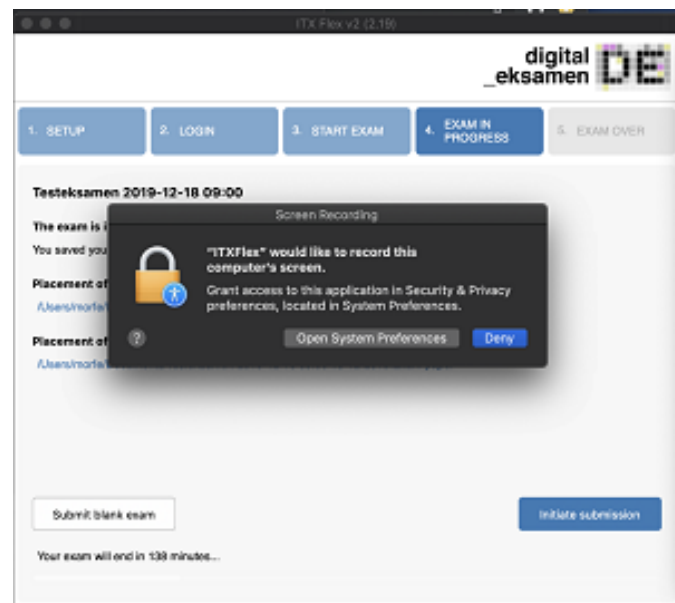 ITX Flex v2 (2.19)
digital
_eksamen DE
1. SETUP
2. LOGIN
3. START EXAM
4. EXAM IN
PROGRESS
5. EXAM OVER
Testeksamen 2019-12-18 09:00
The exam is i
You saved you
Placement of
Placement of
Screen Recording
"ITXFlex" would like to record this
computer's screen.
Grant access to this application in Security & Privacy
preferences, located in System Preferences.
?
Open System Preferences
Deny
Submit blank exam
Initiate submission
Your exam will end in 138 minutes...